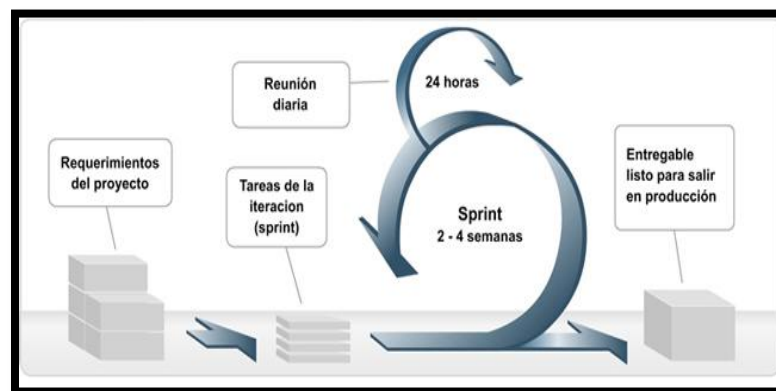 Reunión
diaria
24 horas
Requerimientos
del proyecto
Tareas de la
iteracion
(sprint)
Sprint
2 - 4 semanas
Entregable
listo para salir
en producción